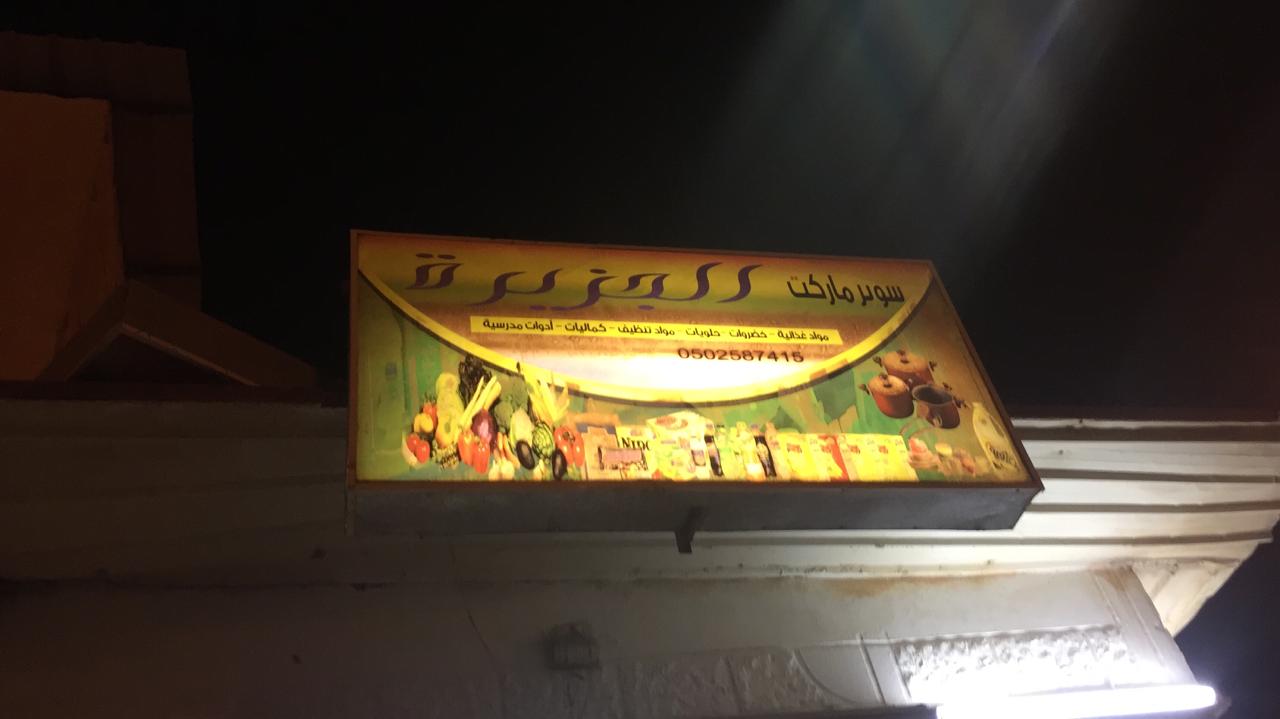 سوبر ماركت الجزيرة
مواد غذائية - خضروات - حلويات - مواد تنظيف - كماليات - أدوات مدرسية
0502587415